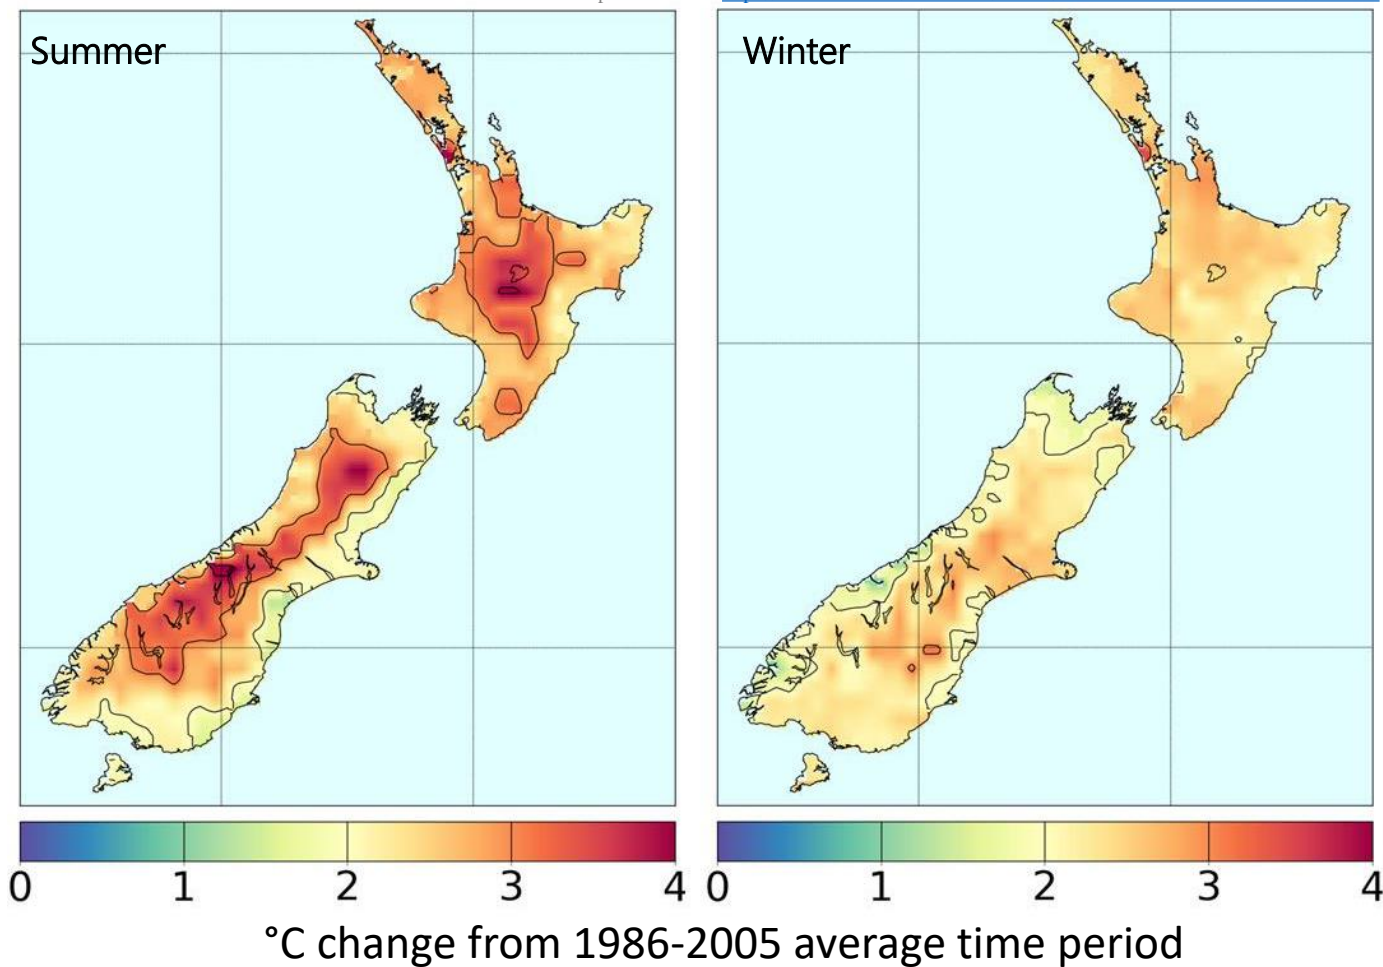 Summer
Winter
0 1 2 3 4
0 1 2 3 4
°C change from 1986-2005 average time period